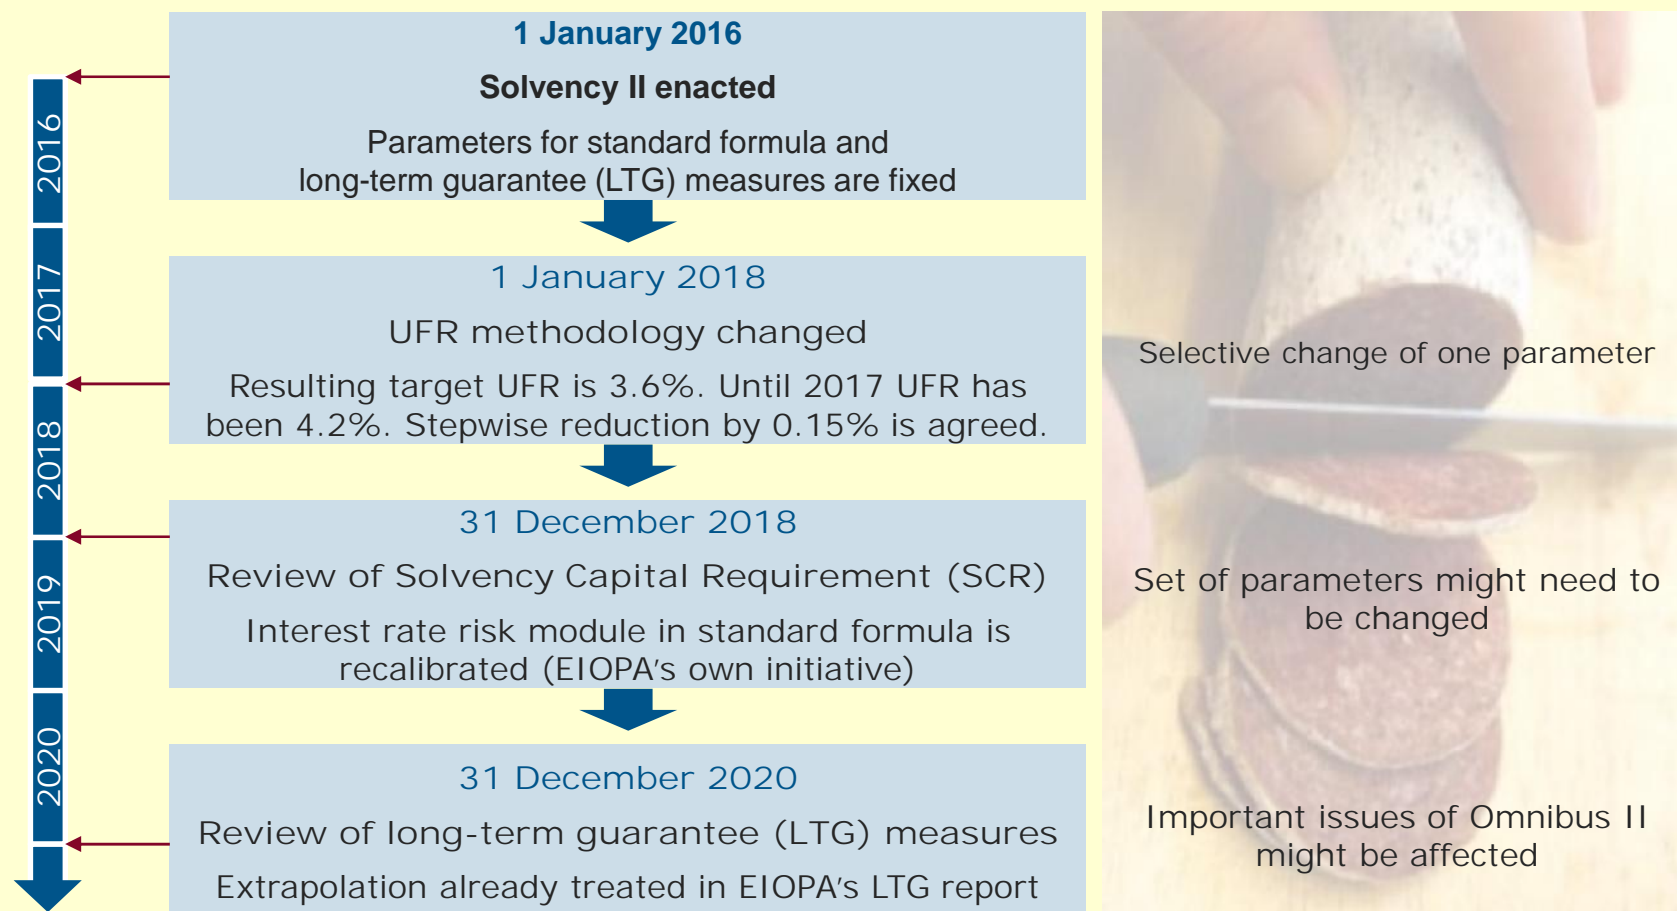 1 January 2016
Solvency II enacted
Parameters for standard formula and
long-term guarantee (LTG) measures are fixed
1 January 2018
UFR methodology changed
Resulting target UFR is 3.6%. Until 2017 UFR has
been 4.2%. Stepwise reduction by 0.15% is agreed.
31 December 2018
Review of Solvency Capital Requirement (SCR)
Interest rate risk module in standard formula is
recalibrated (EIOPA's own initiative)
31 December 2020
Review of long-term guarantee (LTG) measures
Extrapolation already treated in EIOPA's LTG report
2016
2017
2018
2019
2020
Selective change of one parameter
Set of parameters might need to
be changed
Important issues of Omnibus II
might be affected